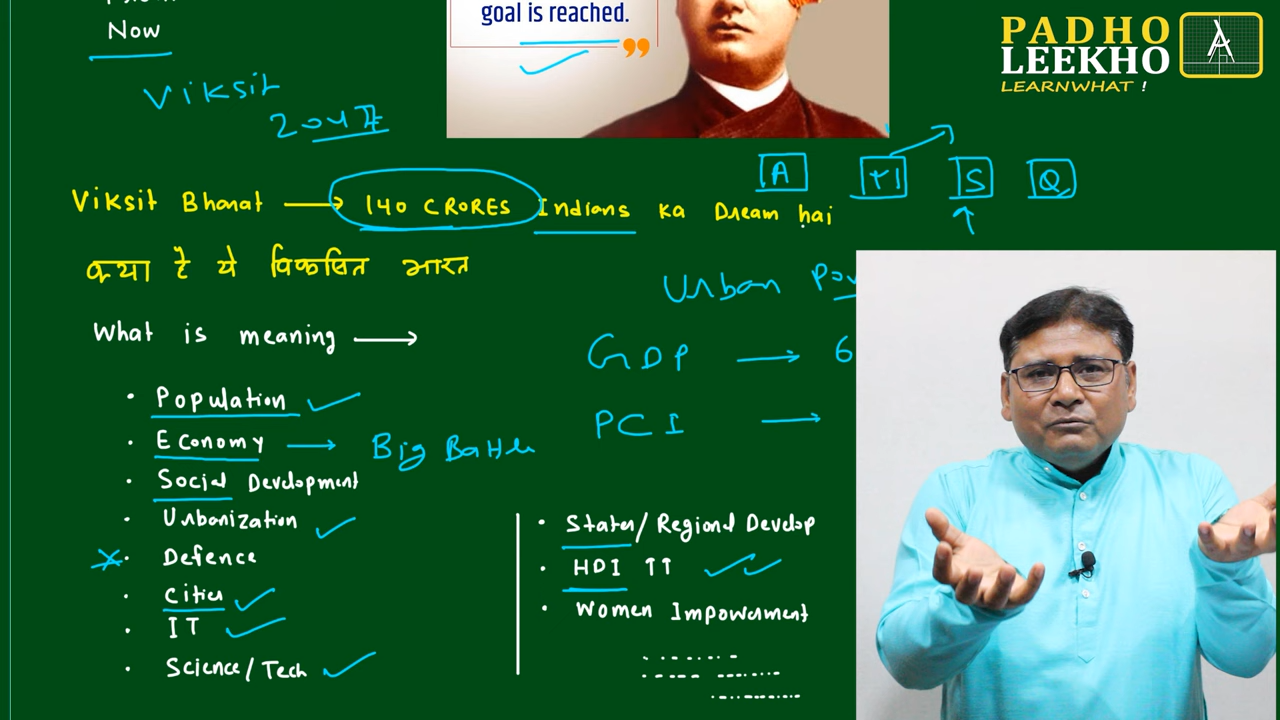 Now
goal is reached.
”
PADHO
LEEKHO
LEARNWHAT !
Viksit
2047
A
S
Q
Viksit Bharat → 140 CRORES Indians ka Dream hai
क्या है ये विकसित भारत
Urban
What is meaning →
GDP → 6
PCI →
• Population ✓
• Economy → Big Battle
• Social Development
• Urbanization ✓
• Defence
• Cities ✓
• IT ✓
• Science/Tech ✓
• States/Regional Develop
• HDI ↑↑ ✓✓
• Women Impowerment